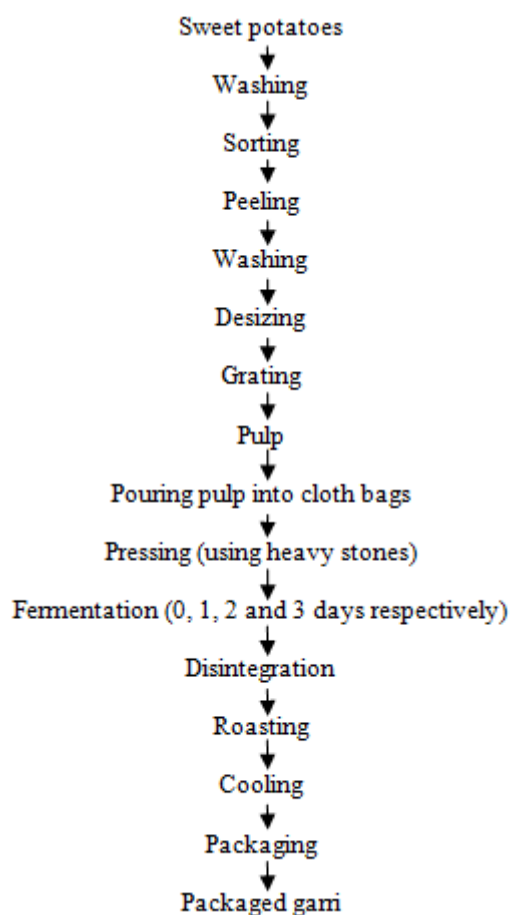 Sweet potatoes
Washing
Sorting
Peeling
Washing
Desizing
Grating
Pulp
Pouring pulp into cloth bags
Pressing (using heavy stones)
Fermentation (0, 1, 2 and 3 days respectively)
Disintegration
Roasting
Cooling
Packaging
Packaged garri